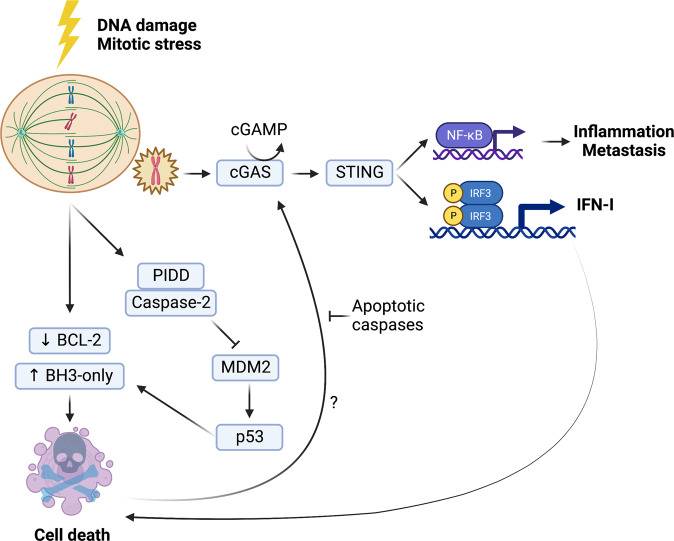 DNA damage
Mitotic stress
cGAMP
cGAS
STING
NF-κB
Inflammation
Metastasis
P
IRF3
P
IRF3
IFN-I
PIDD
Caspase-2
Apoptotic
caspases
↓ BCL-2
↑ BH3-only
MDM2
?
p53
Cell death